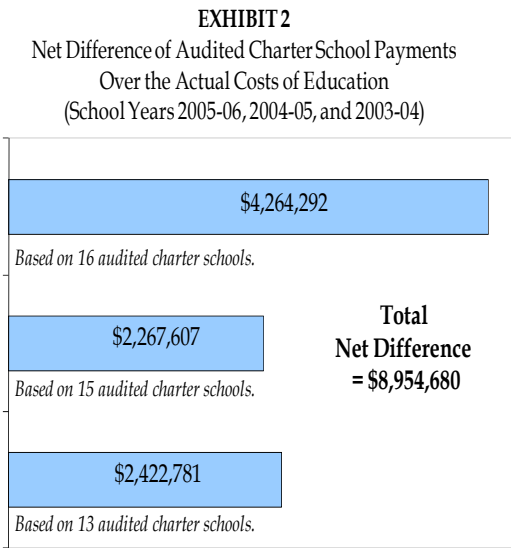 EXHIBIT 2
Net Difference of Audited Charter School Payments
Over the Actual Costs of Education
(School Years 2005-06, 2004-05, and 2003-04)
$4,264,292
Based on 16 audited charter schools.
$2,267,607
Based on 15 audited charter schools.
Total
Net Difference
= $8,954,680
$2,422,781
Based on 13 audited charter schools.